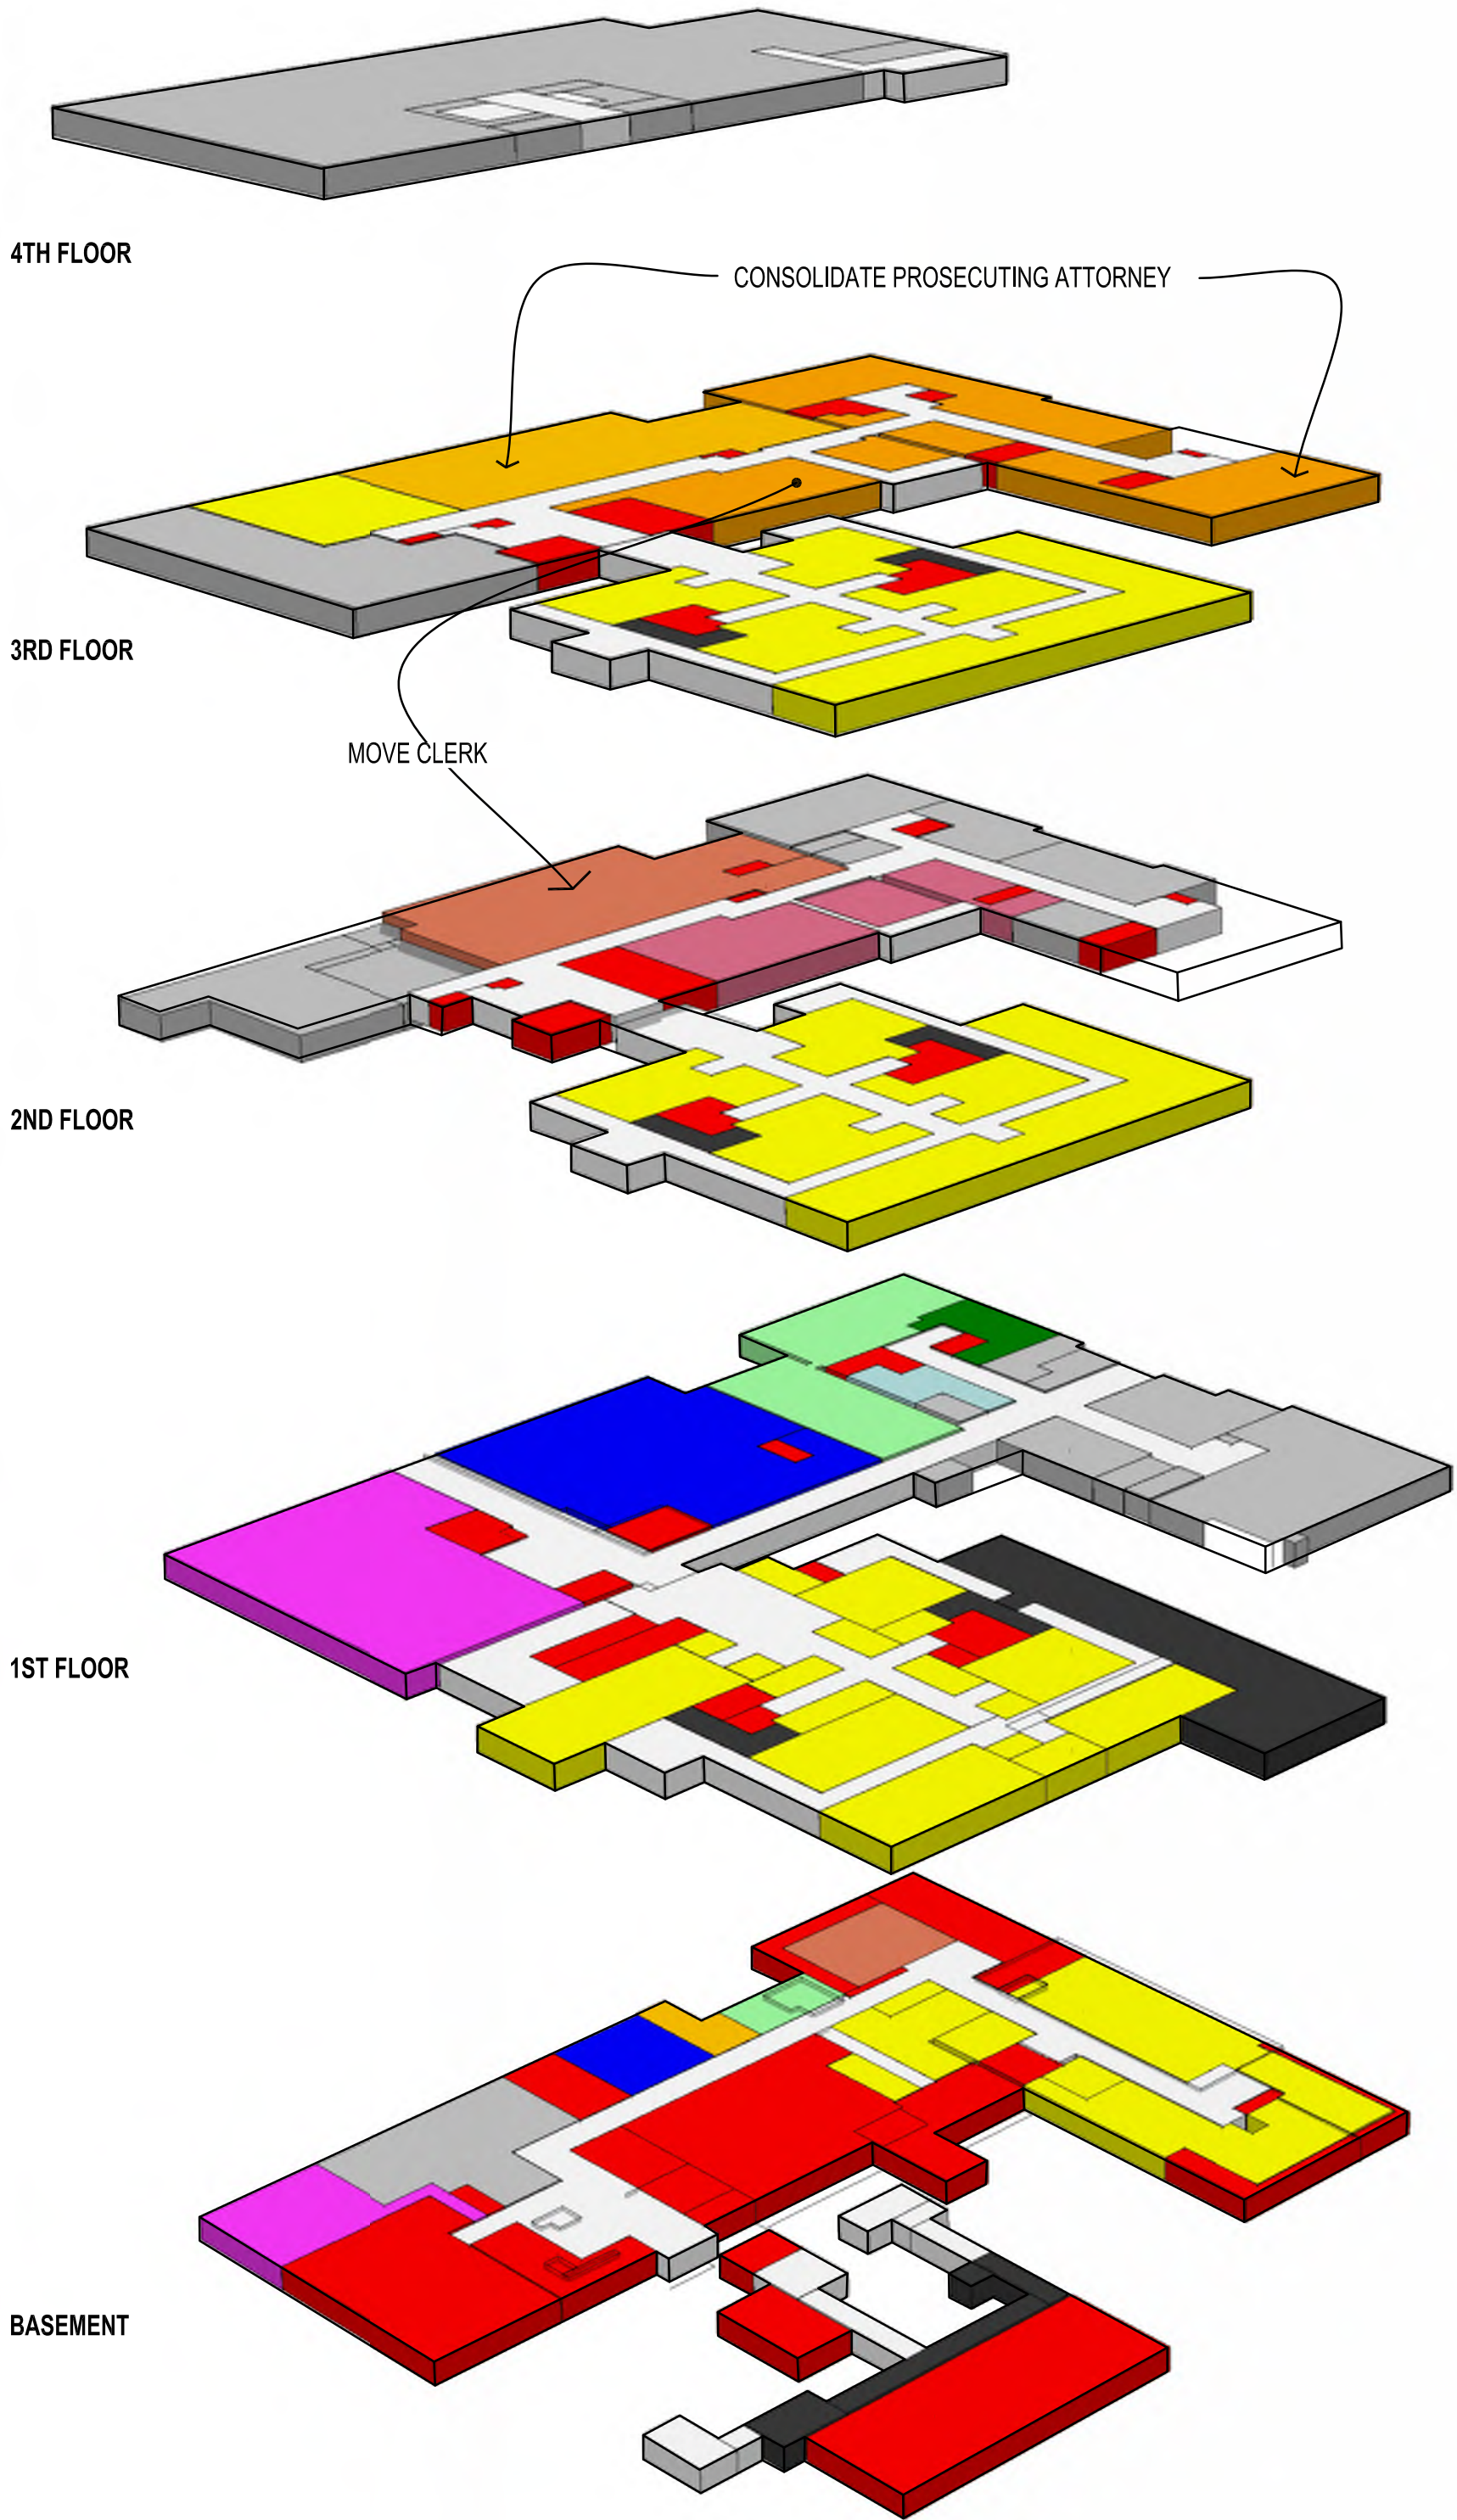 4TH FLOOR
CONSOLIDATE PROSECUTING ATTORNEY
3RD FLOOR
MOVE CLERK
2ND FLOOR
1ST FLOOR
BASEMENT